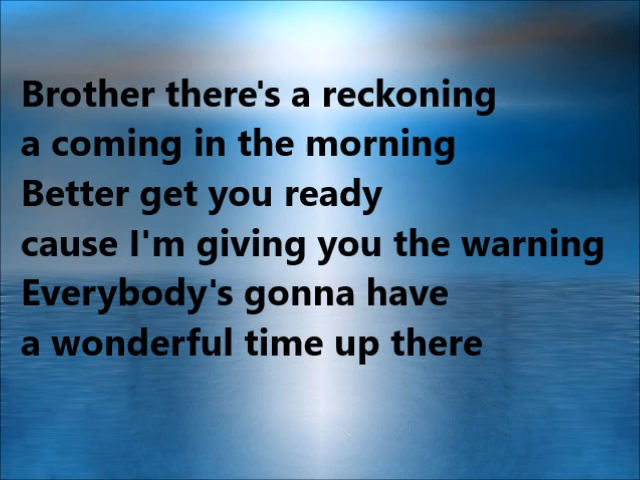 Brother there's a reckoning
a coming in the morning
Better get you ready
cause I'm giving you the warning
Everybody's gonna have
a wonderful time up there